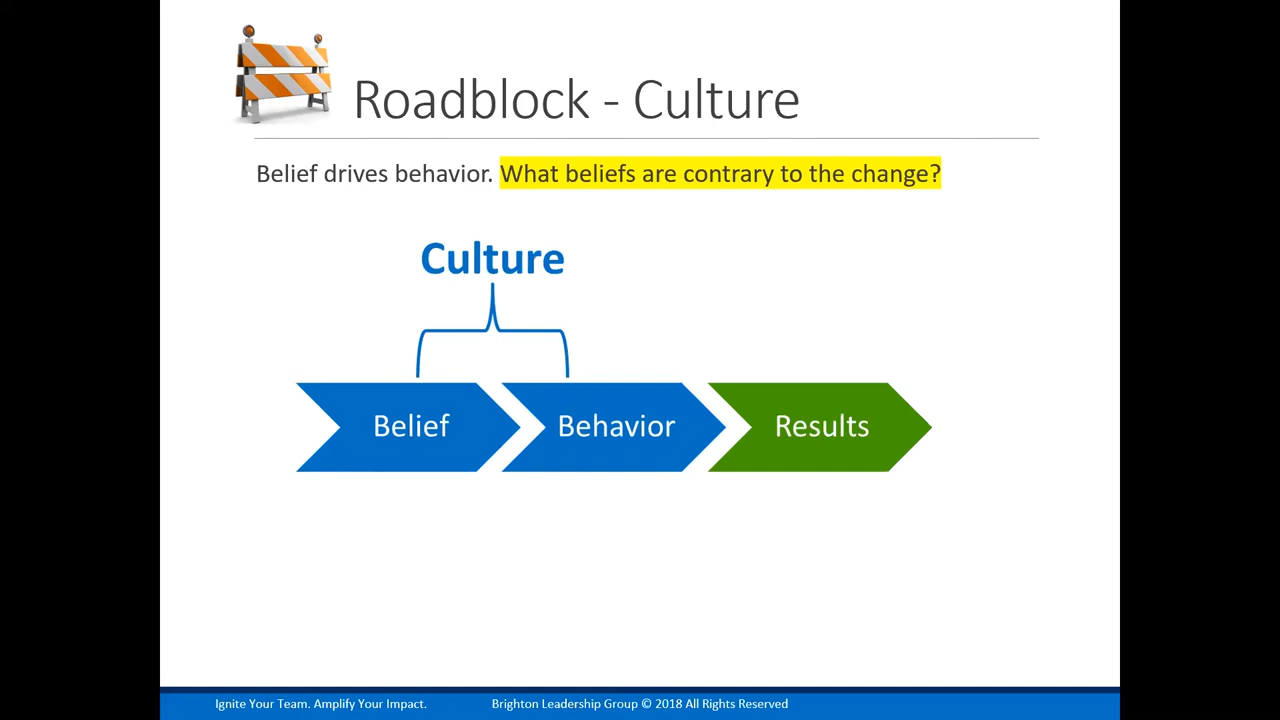 Roadblock - Culture
Belief drives behavior. What beliefs are contrary to the change?
Culture
Belief Behavior Results
Ignite Your Team. Amplify Your Impact. Brighton Leadership Group © 2018 All Rights Reserved